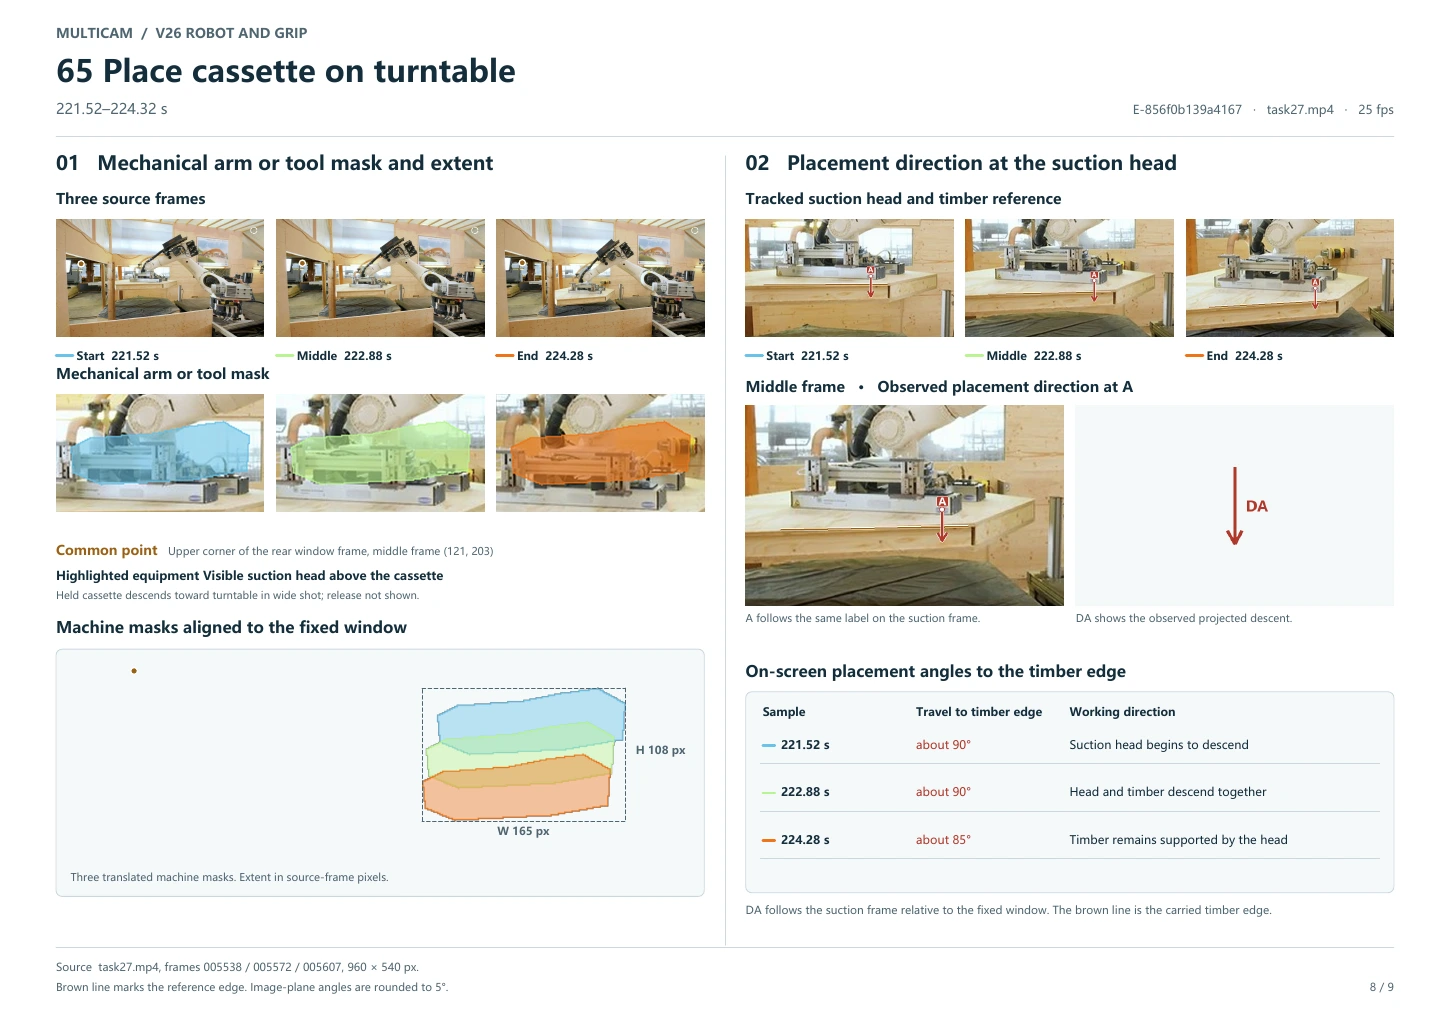 MULTICAM / V26 ROBOT AND GRIP
65 Place cassette on turntable
221.52–224.32 s
E-856f0b139a4167 · task27.mp4 · 25 fps
01 Mechanical arm or tool mask and extent
Three source frames
Start 221.52 s
Middle 222.88 s
End 224.28 s
Mechanical arm or tool mask
Common point Upper corner of the rear window frame, middle frame (121, 203)
Highlighted equipment Visible suction head above the cassette
Held cassette descends toward turntable in wide shot; release not shown.
Machine masks aligned to the fixed window
H 108 px
W 165 px
Three translated machine masks. Extent in source-frame pixels.
02 Placement direction at the suction head
Tracked suction head and timber reference
A
A
A
Start 221.52 s
Middle 222.88 s
End 224.28 s
Middle frame • Observed placement direction at A
A
DA
A follows the same label on the suction frame.
DA shows the observed projected descent.
On-screen placement angles to the timber edge
Sample Travel to timber edge Working direction
221.52 s about 90° Suction head begins to descend
222.88 s about 90° Head and timber descend together
224.28 s about 85° Timber remains supported by the head
DA follows the suction frame relative to the fixed window. The brown line is the carried timber edge.
Source task27.mp4, frames 005538 / 005572 / 005607, 960 × 540 px.
Brown line marks the reference edge. Image-plane angles are rounded to 5°.
8 / 9